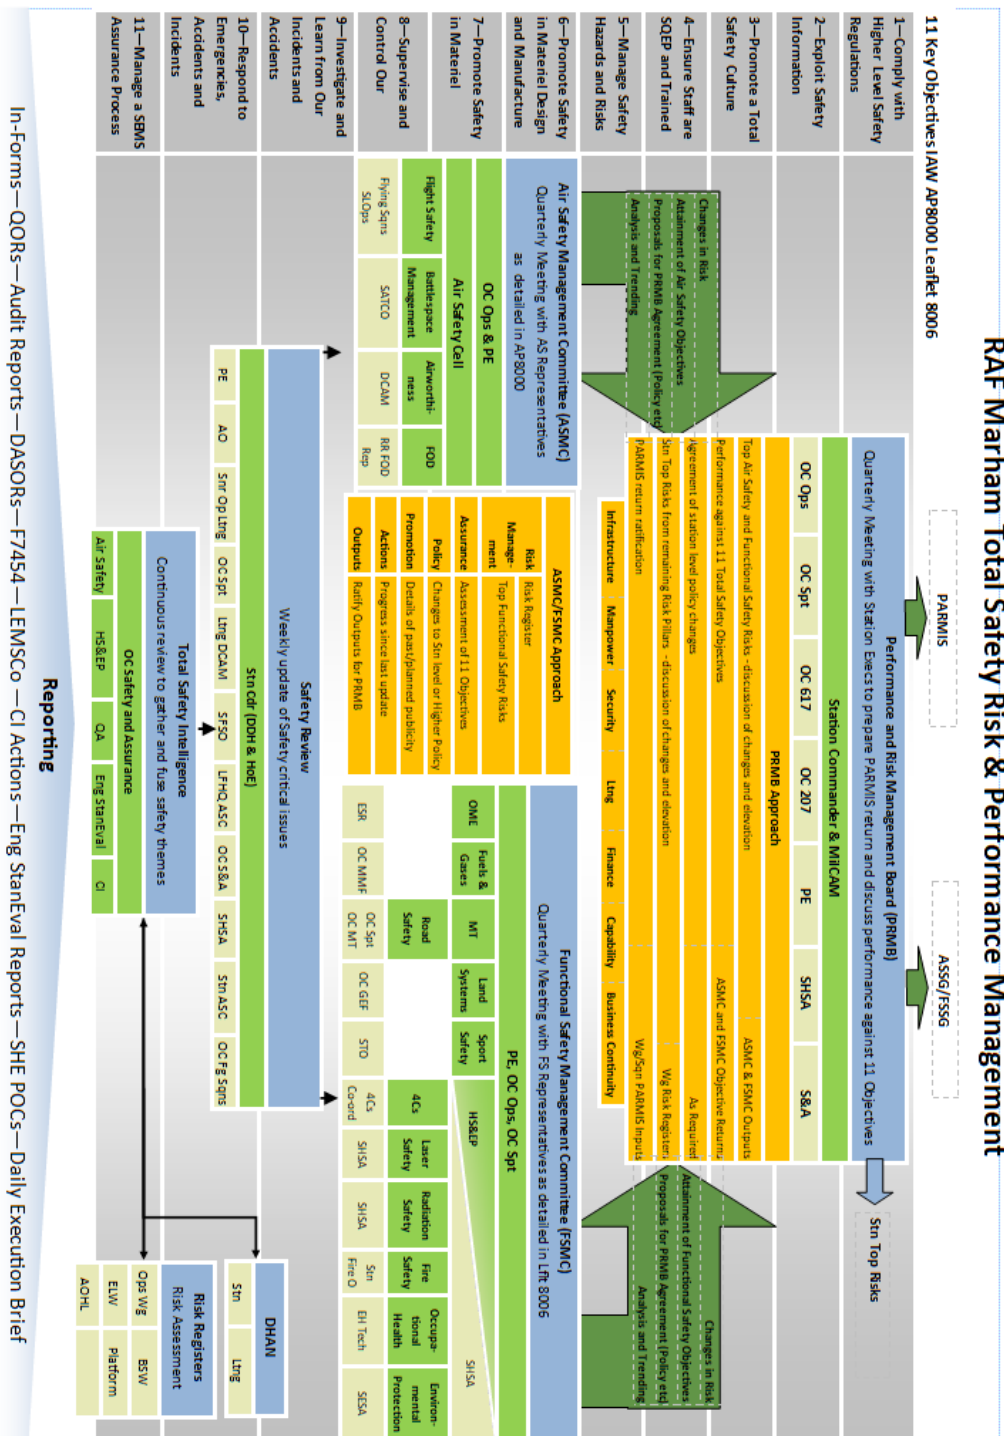 RAF Marham Total Safety Risk & Performance Management
11 Key Objectives IAW AP8000 Leaflet 8006
1—Comply with
Higher Level Safety
Regulations
2—Exploit Safety
Information
3—Promote a Total
Safety Culture
4—Ensure Staff are
SQEP and Trained
5—Manage Safety
Hazards and Risks
6—Promote Safety
in Materiel Design
and Manufacture
7—Promote Safety
in Materiel
8—Supervise and
Control Our
9—Investigate and
Learn from Our
Incidents and
Accidents
10—Respond to
Emergencies,
Accidents and
Incidents
11—Manage a SEMS
Assurance Process
PARMIS
ASSG/FSSG
Performance and Risk Management Board (PRMB)
Quarterly Meeting with Station Execs to prepare PARMIS return and discuss performance against 11 Objectives
Stn Top Risks
Station Commander & MilCAM
OC Ops
OC Spt
OC 617
OC 207
PE
SHSA
S&A
PRMB Approach
Top Air Safety and Functional Safety Risks - discussion of changes and elevation
ASMC & FSMC Outputs
Performance against 11 Total Safety Objectives
ASMC and FSMC Objective Returns
Agreement of station level policy changes
As Required
Stn Top Risks from remaining Risk Pillars - discussion of changes and elevation
Wg Risk Registers
PARMIS return ratification
Wg/Sqn PARMIS Inputs
Infrastructure
Manpower
Security
Ltng
Finance
Capability
Business Continuity
Changes in Risk
Attainment of Air Safety Objectives
Proposals for PRMB Agreement (Policy etc)
Analysis and Trending
Changes in Risk
Attainment of Functional Safety Objectives
Proposals for PRMB Agreement (Policy etc)
Analysis and Trending
Air Safety Management Committee (ASMC)
Quarterly Meeting with AS Representatives
as detailed in AP8000
OC Ops & PE
Air Safety Cell
Flight Safety
Battlespace
Management
Airworthi-
ness
FOD
Flying Sqns
SLOps
SATCO
DCAM
RR FOD
Rep
ASMC/FSMC Approach
Risk
Manage-
ment
Risk Register
Top Functional Safety Risks
Assurance
Assessment of 11 Objectives
Policy
Changes to Stn level or Higher Policy
Promotion
Details of past/planned publicity
Actions
Progress since last update
Outputs
Ratify Outputs for PRMB
Functional Safety Management Committee (FSMC)
Quarterly Meeting with FS Representatives as detailed in Lflt 8006
PE, OC Ops, OC Spt
OME
Fuels &
Gases
MT
Land
Systems
Sport
Safety
HS&EP
SHSA
Road
Safety
4Cs
Laser
Safety
Radiation
Safety
Fire
Safety
Occupa-
tional
Health
Environ-
mental
Protection
ESR
OC MMF
OC Spt
OC MT
OC GEF
STO
4Cs
Co-ord
SHSA
SHSA
Stn
Fire O
EH Tech
SESA
Safety Review
Weekly update of Safety critical issues
Stn Cdr (DDH & HoE)
PE
AO
Snr Op Ltng
OC Spt
Ltng DCAM
SFSO
LFHQ ASC
OC S&A
SHSA
Stn ASC
OC Fg Sqns
Total Safety Intelligence
Continuous review to gather and fuse safety themes
OC Safety and Assurance
Air Safety
HS&EP
QA
Eng StanEval
CI
DHAN
Stn
Ltng
Risk Registers
Risk Assessment
Ops Wg
BSW
ELW
Platform
AOHL
Reporting
In-Forms—QORs—Audit Reports—DASORs—F7454—LEMSCo —CI Actions—Eng StanEval Reports—SHE POCs—Daily Execution Brief